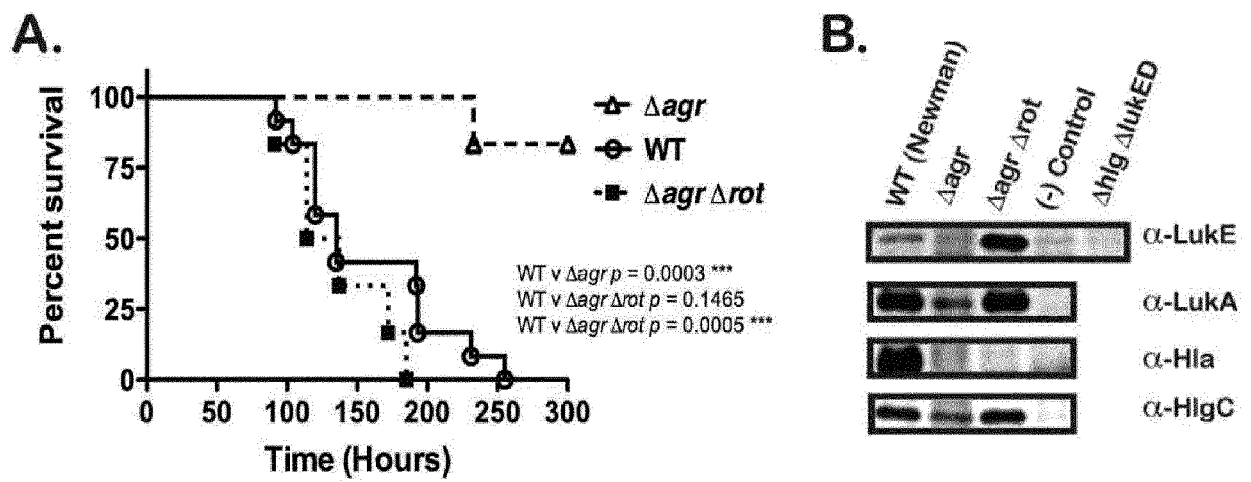 A.
Percent survival
100
75
50
25
0
0 50 100 150 200 250 300
Time (Hours)
Δagr
WT
Δagr Δrot
WT v Δagr p = 0.0003 ***
WT v Δagr Δrot p = 0.1465
WT v Δagr Δrot p = 0.0005 ***
B.
WT (Newman)
Δagr
Δagr Δrot
(-) Control
Δhlg ΔlukED
α-LukE
α-LukA
α-Hla
α-HlgC